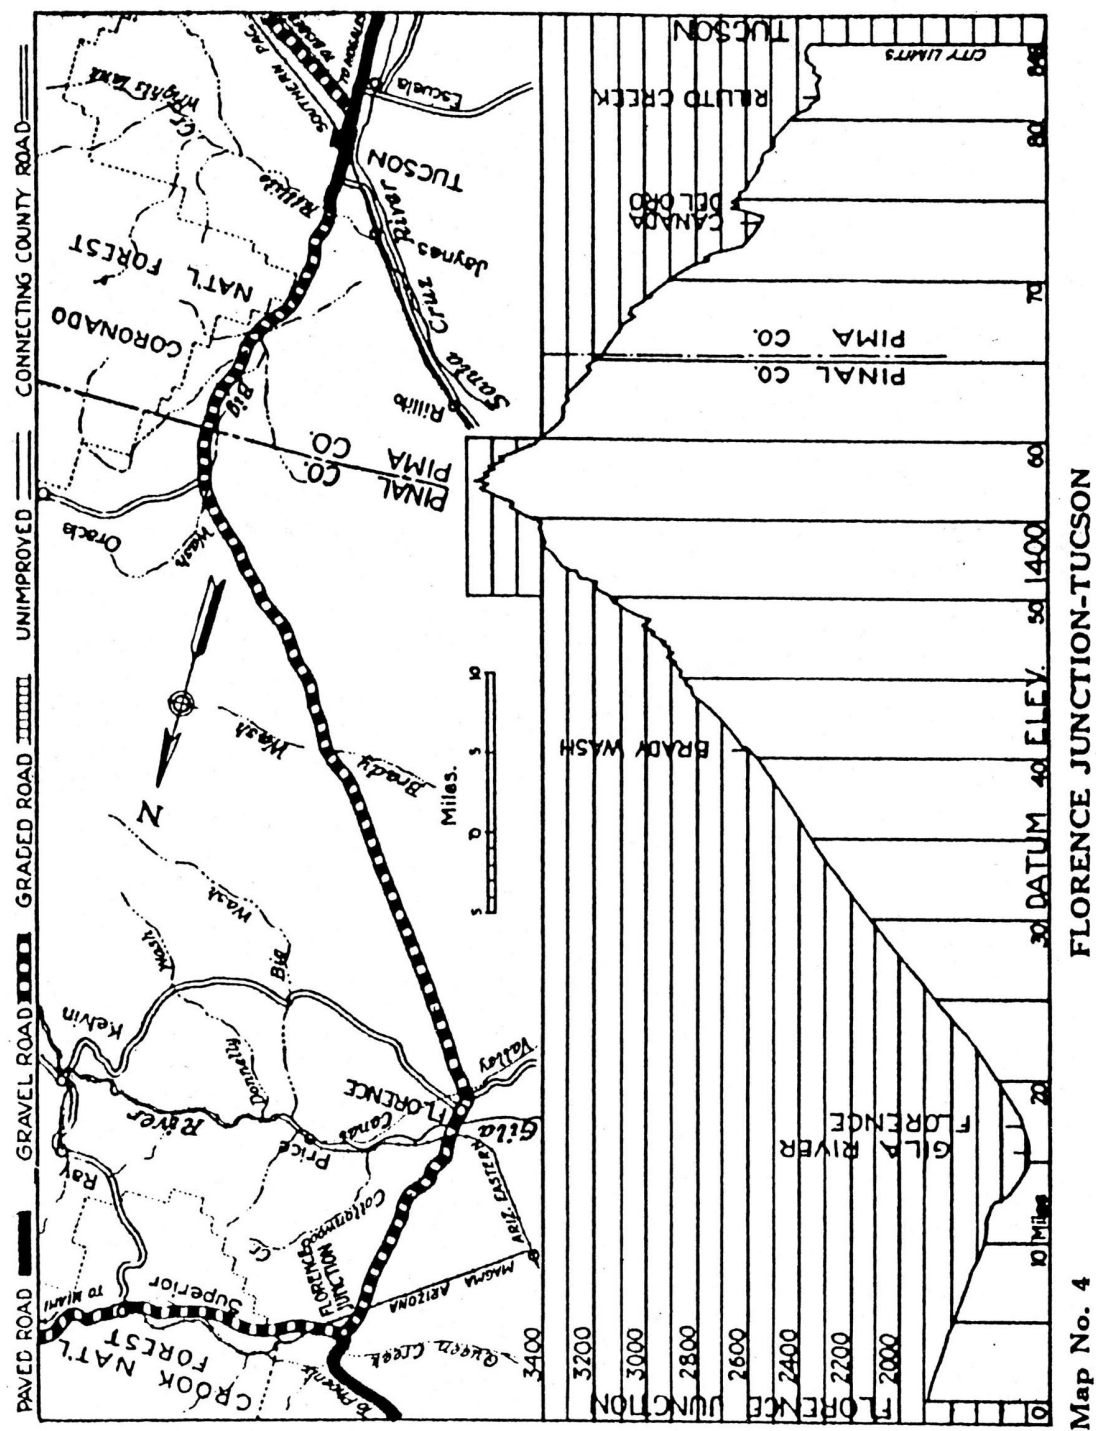 PAVED ROAD GRAVEL ROAD GRADED ROAD UNIMPROVED CONNECTING COUNTY ROAD
CROOK NAT'L
FOREST
TO MIAMI
Superior
Ray
Kelvin
River
Price
Donnelly
Wash
Wash
Big
Canal
FLORENCE
Valley
Gila
Cottonwood
Cr.
FLORENCE
JUNCTION
MAGMA ARIZONA
ARIZ. EASTERN
Queen Creek
To Phoenix
N
Brady
Wash
Miles.
5 0 5 10
Oracle
Wash
Big
PINAL CO.
PIMA CO.
CORONADO
NAT'L FOREST
Rillito
Santa
Cruz
River
Jaynes
Rillito
TUCSON
SOUTHERN PAC
Escuela
3400
3200
3000
2800
2600
2400
2200
2000
FLORENCE JUNCTION
GILA RIVER
FLORENCE
BRADY WASH
PINAL CO.
PIMA CO.
CANADA
DEL ORO
RILLITO CREEK
TUCSON
CITY LIMITS
0 10 Miles 20 30 DATUM 40 ELEV. 50 1400 60 70 80
FLORENCE JUNCTION-TUCSON
Map No. 4